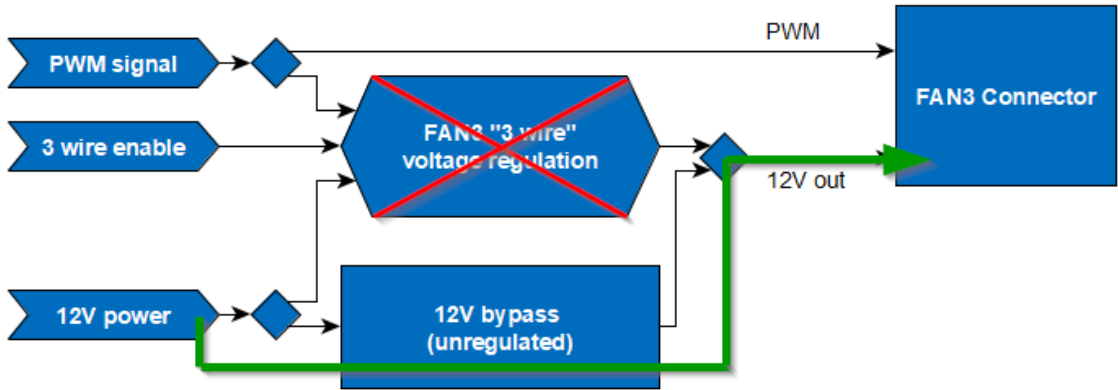 PWM signal
PWM
FAN3 Connector
3 wire enable
FAN3 "3 wire"
voltage regulation
12V out
12V power
12V bypass
(unregulated)